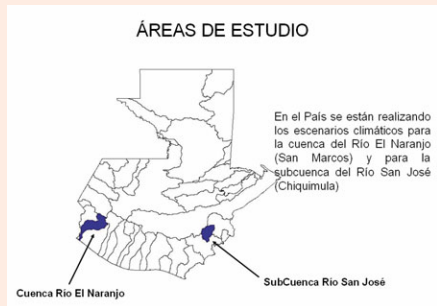 ÁREAS DE ESTUDIO
En el País se están realizando
los escenarios climáticos para
la cuenca del Río El Naranjo
(San Marcos) y para la
subcuenca del Río San José
(Chiquimula)
SubCuenca Río San José
Cuenca Río El Naranjo